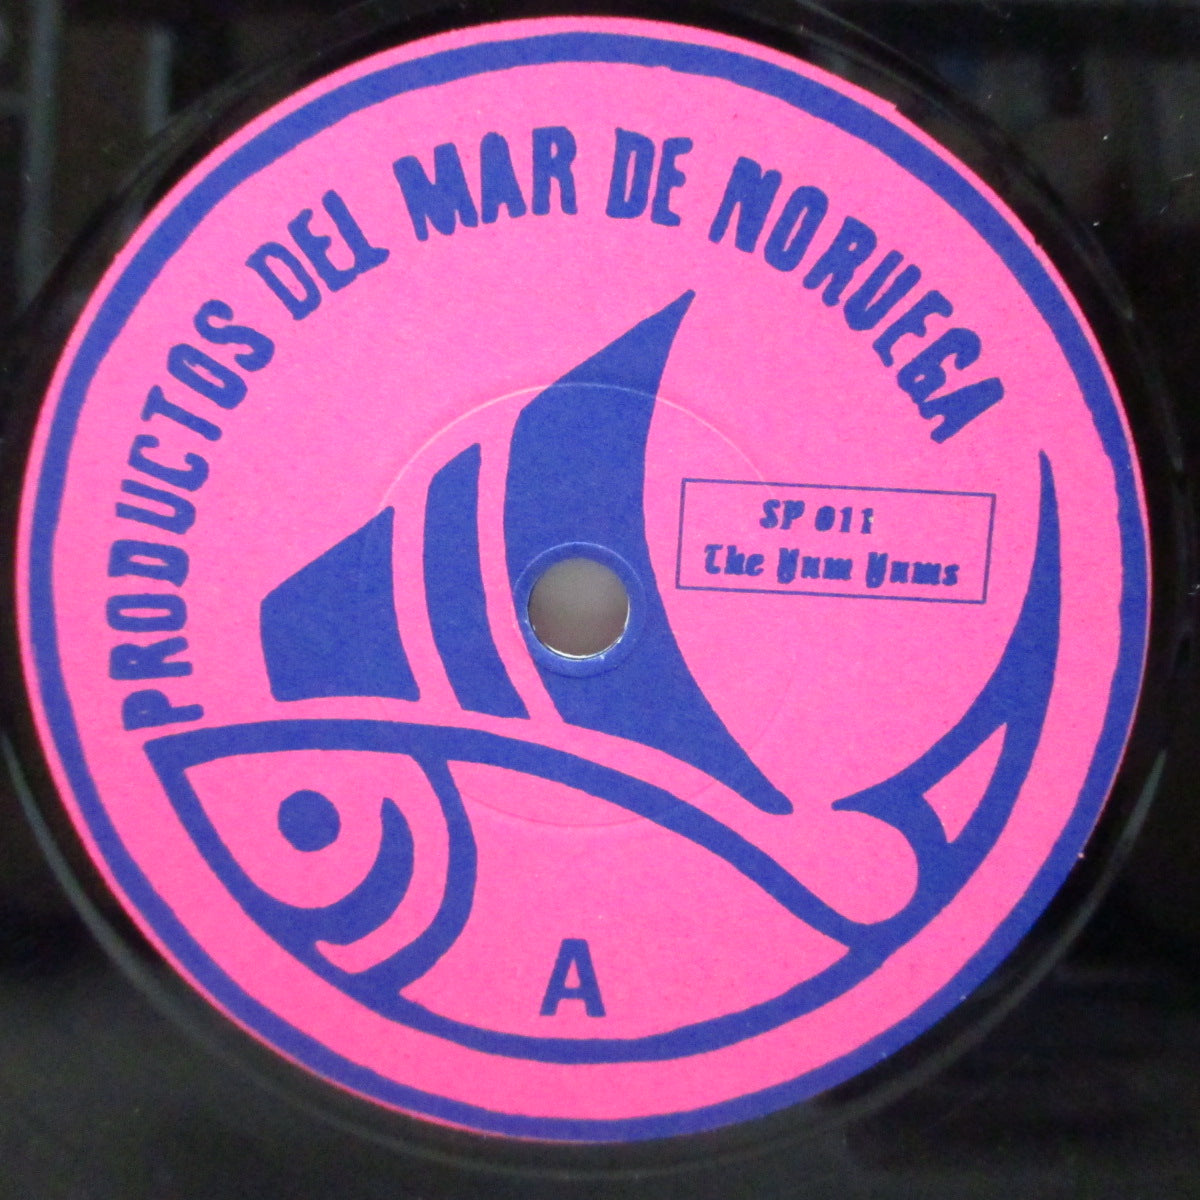 PRODUCTOS DEL MAR DE NORUEGA
SP 011
The Yum Yums
A